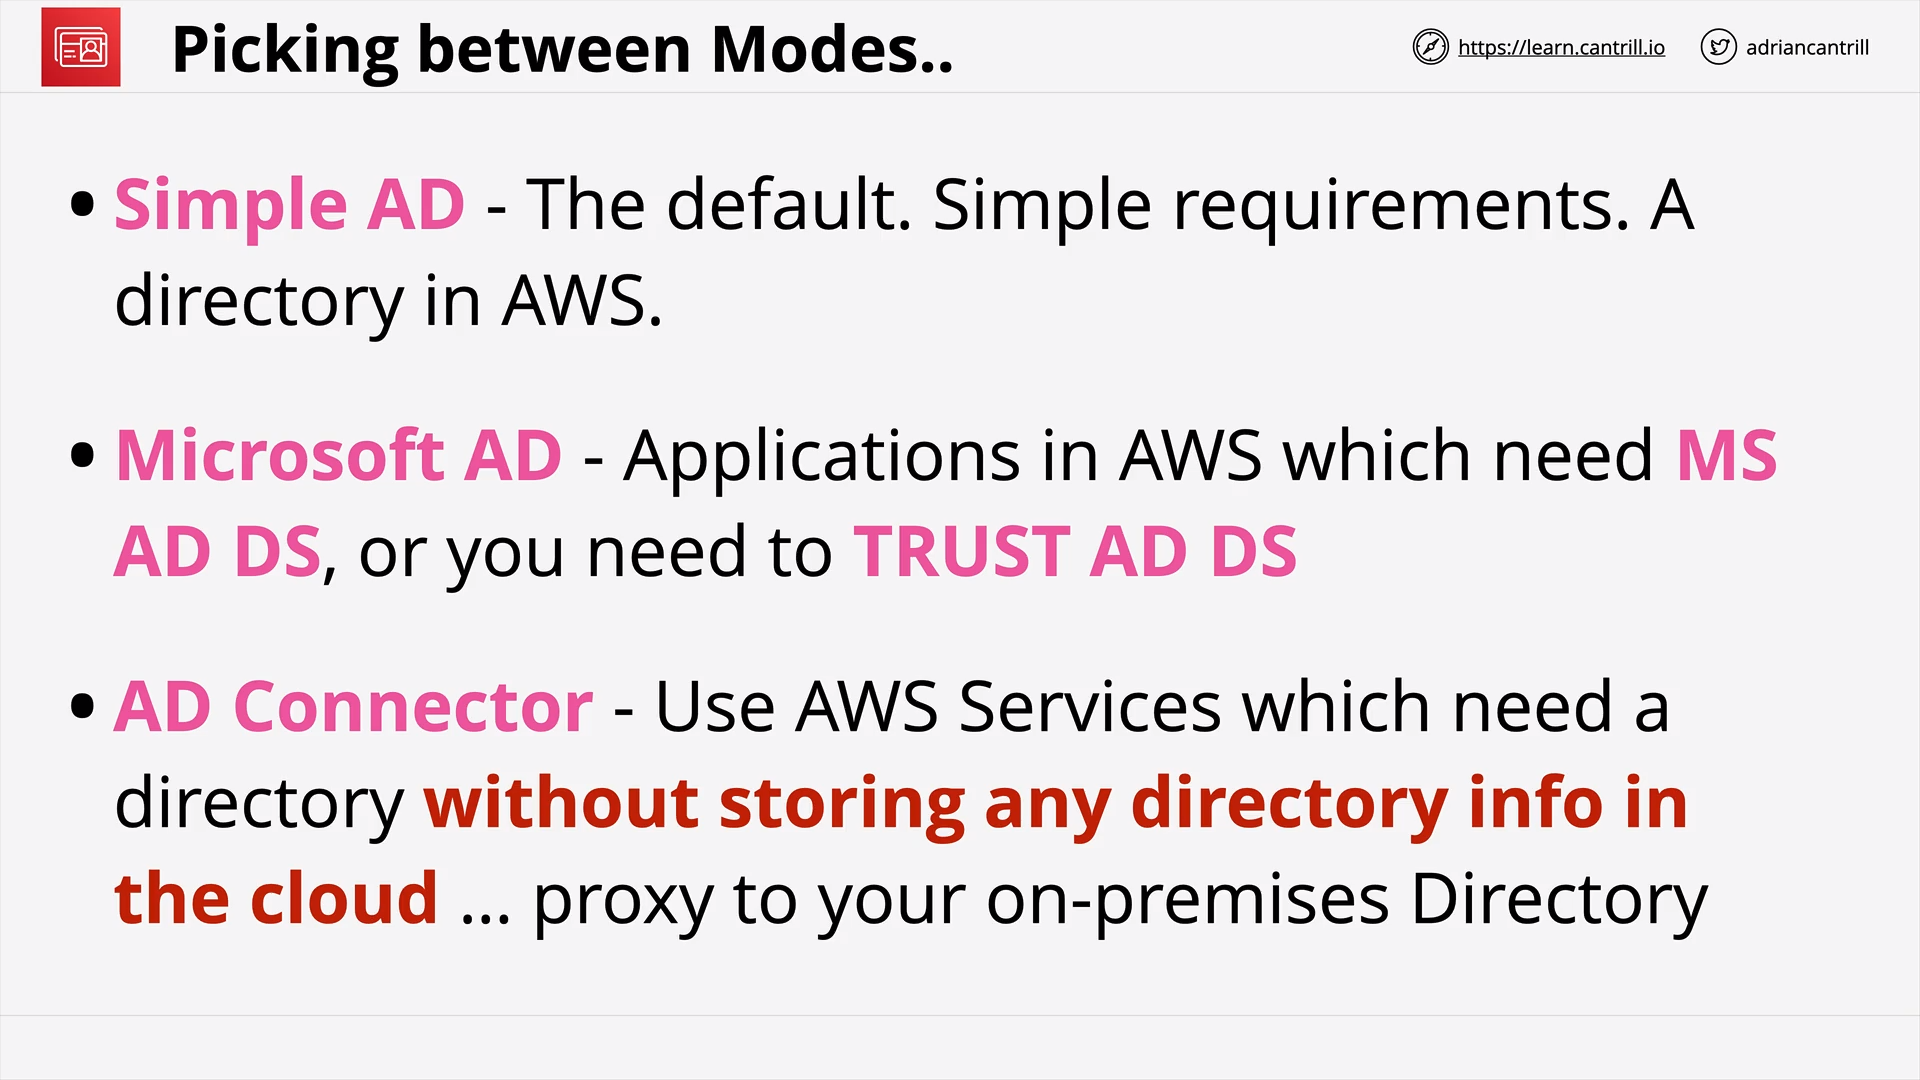 Picking between Modes..
https://learn.cantrill.io
adriancantrill
• Simple AD - The default. Simple requirements. A
directory in AWS.
• Microsoft AD - Applications in AWS which need MS
AD DS, or you need to TRUST AD DS
• AD Connector - Use AWS Services which need a
directory without storing any directory info in
the cloud ... proxy to your on-premises Directory